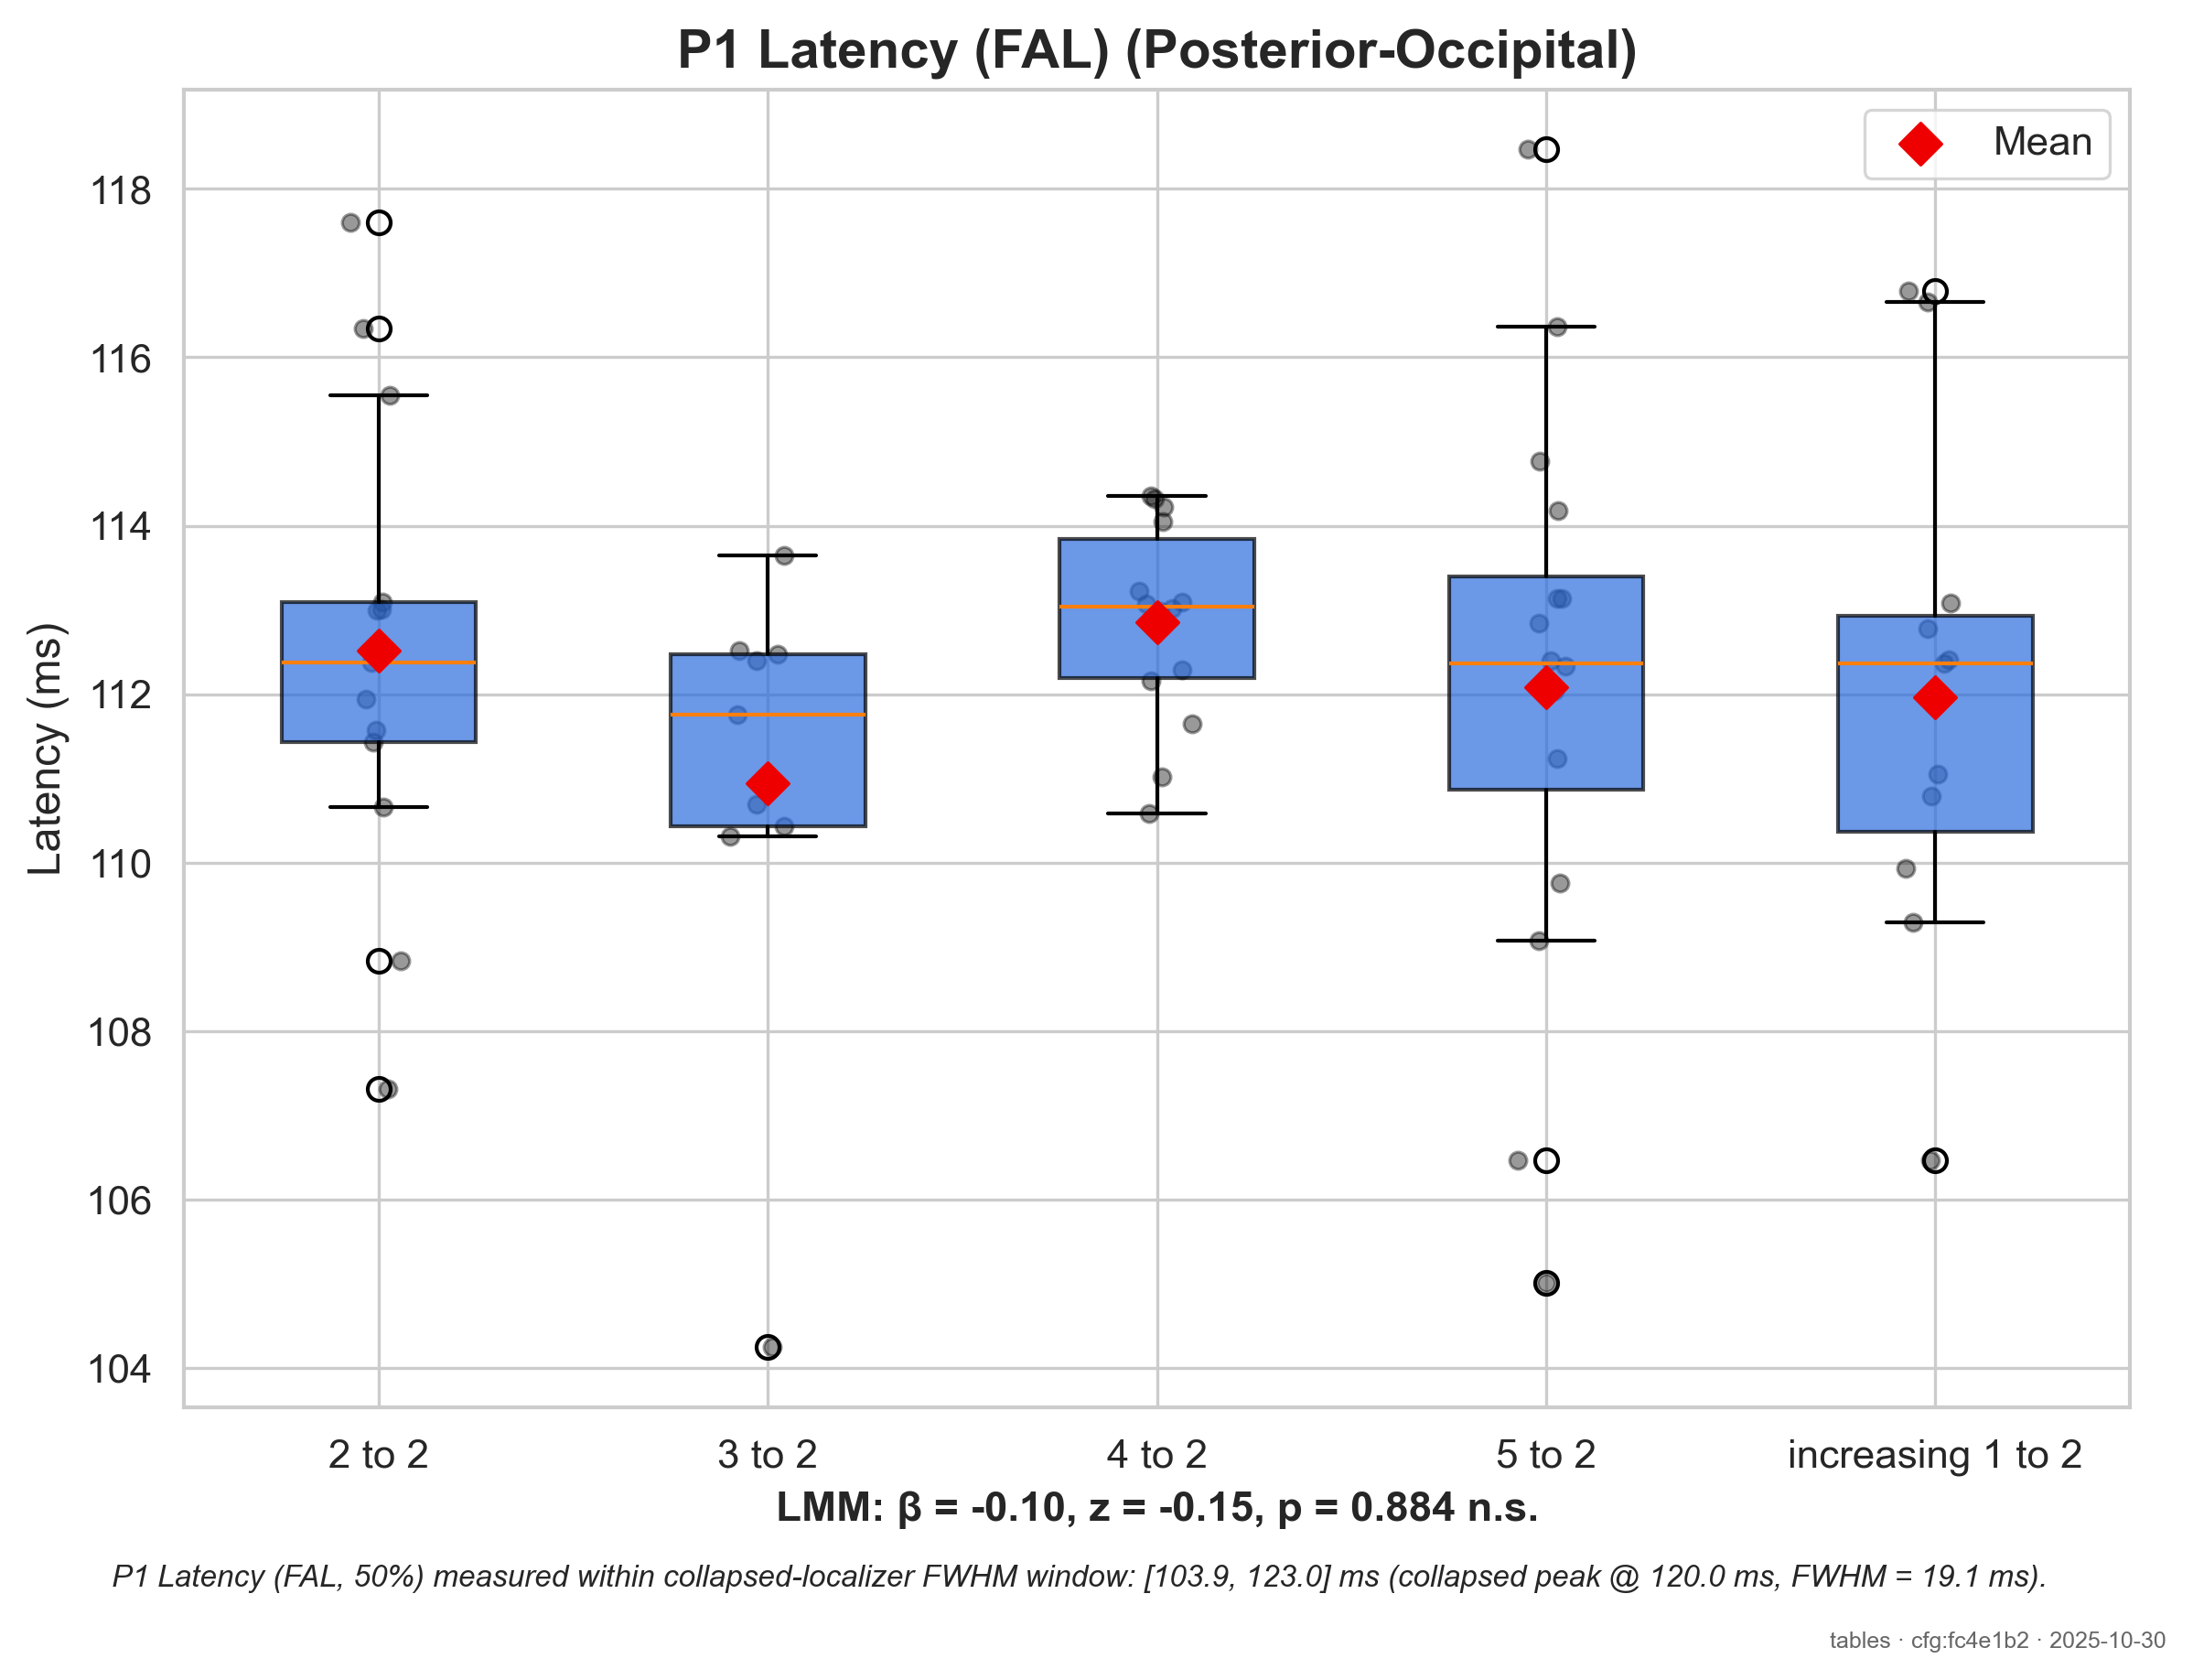 P1 Latency (FAL) (Posterior-Occipital)
Mean
118
116
114
112
110
108
106
104
Latency (ms)
2 to 2
3 to 2
4 to 2
5 to 2
increasing 1 to 2
LMM: β = -0.10, z = -0.15, p = 0.884 n.s.
P1 Latency (FAL, 50%) measured within collapsed-localizer FWHM window: [103.9, 123.0] ms (collapsed peak @ 120.0 ms, FWHM = 19.1 ms).
tables · cfg:fc4e1b2 · 2025-10-30